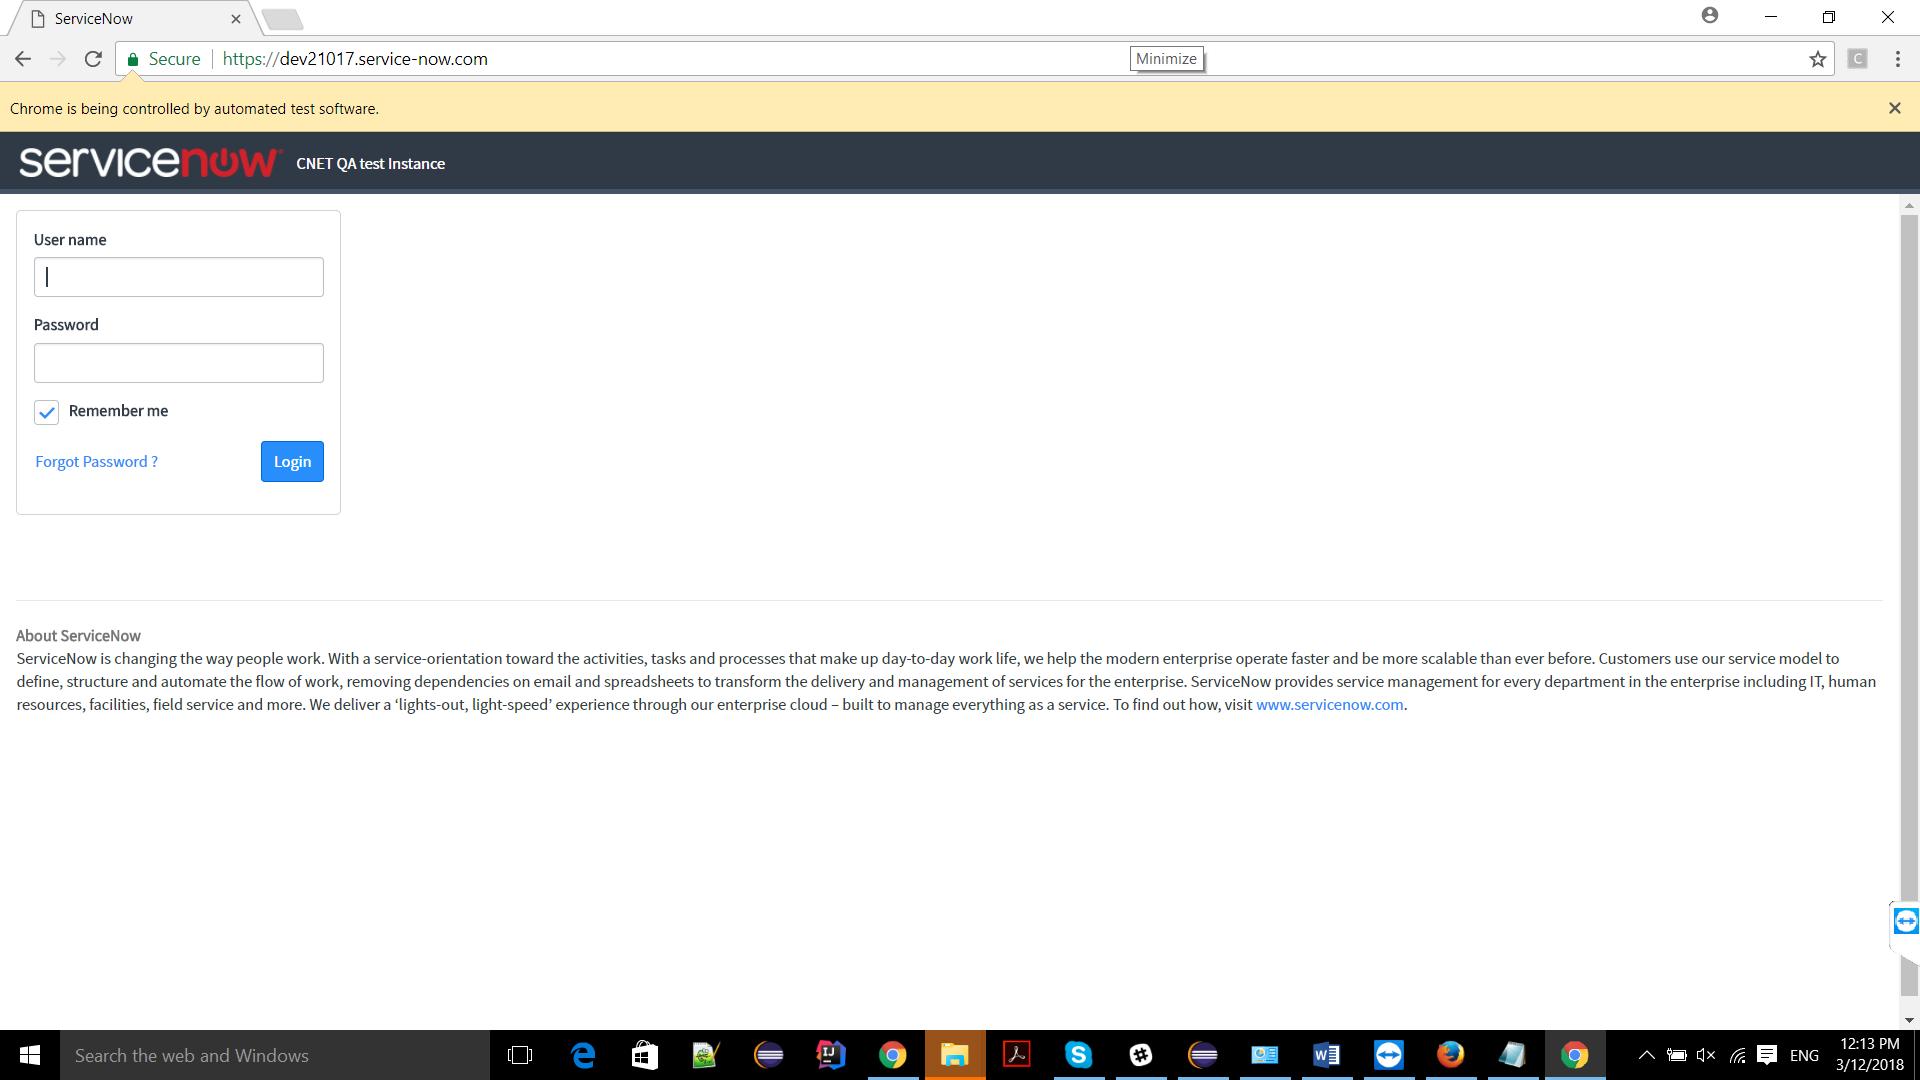 ServiceNow
Secure
https://dev21017.service-now.com
Minimize
C
Chrome is being controlled by automated test software.
servicenow
CNET QA test Instance
User name
Password
Remember me
Forgot Password ?
Login
About ServiceNow
ServiceNow is changing the way people work. With a service-orientation toward the activities, tasks and processes that make up day-to-day work life, we help the modern enterprise operate faster and be more scalable than ever before. Customers use our service model to
define, structure and automate the flow of work, removing dependencies on email and spreadsheets to transform the delivery and management of services for the enterprise. ServiceNow provides service management for every department in the enterprise including IT, human
resources, facilities, field service and more. We deliver a ‘lights-out, light-speed’ experience through our enterprise cloud – built to manage everything as a service. To find out how, visit www.servicenow.com.
Search the web and Windows
ENG
12:13 PM
3/12/2018